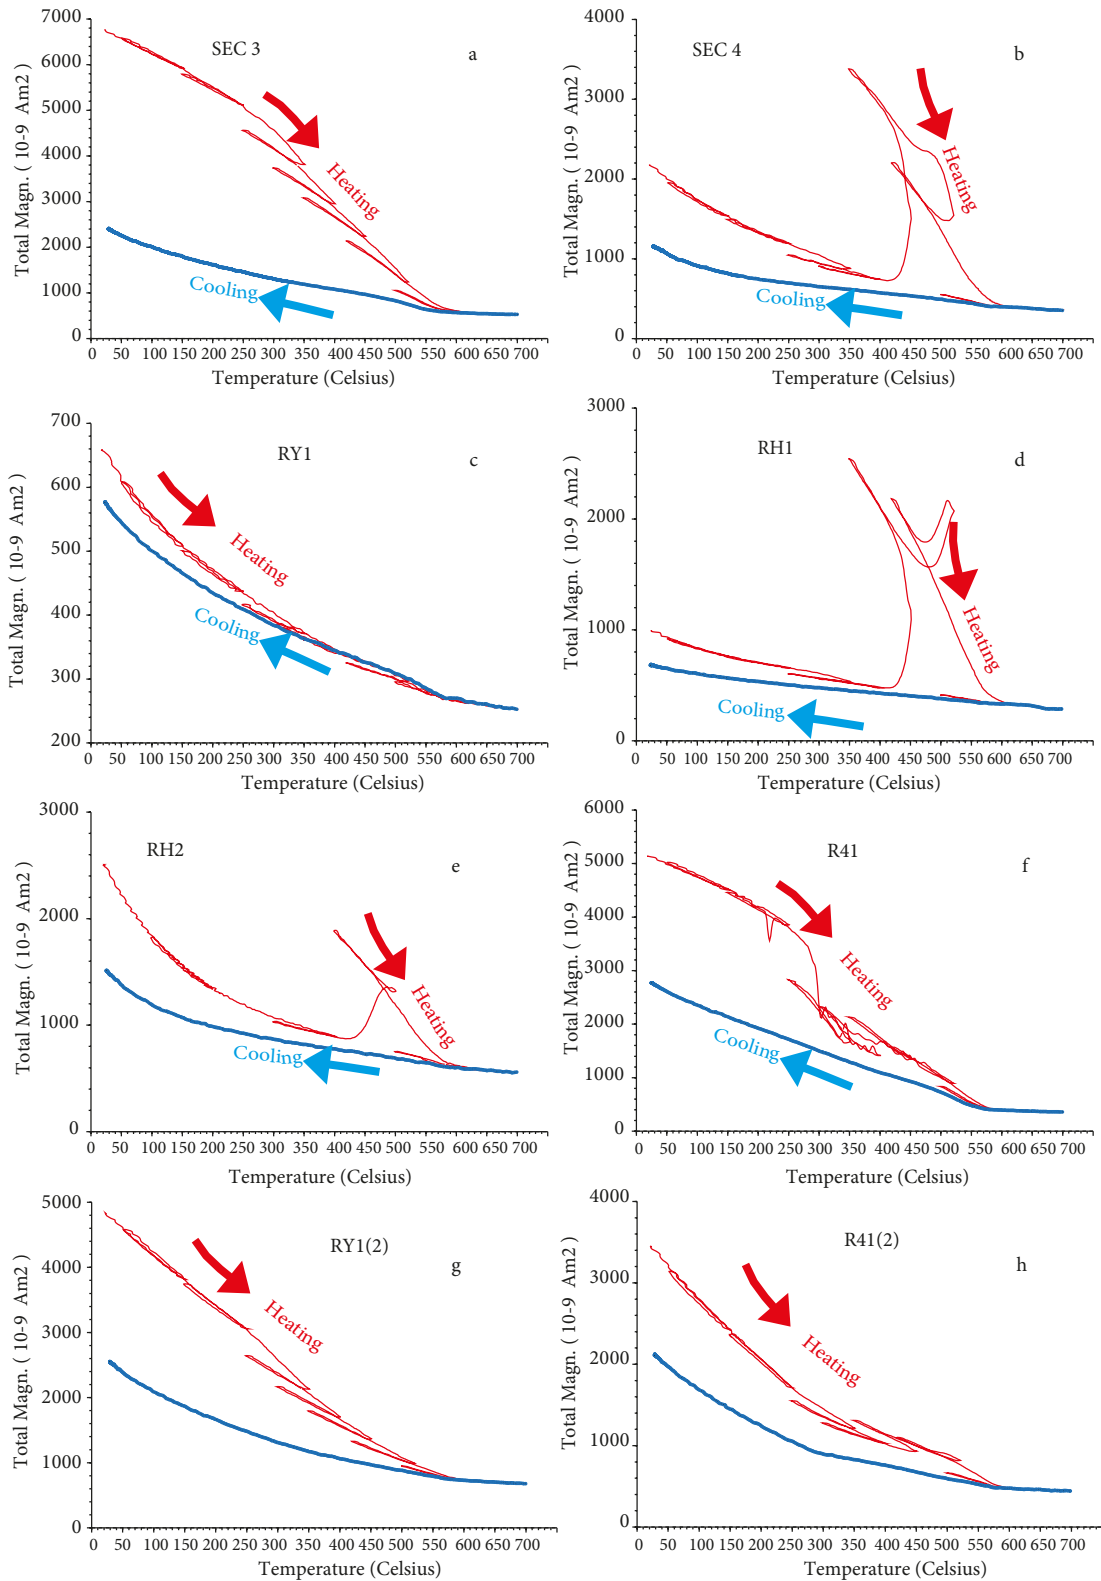 SEC 3
a
Total Magn. ( 10-9 Am2 )
7000
6000
5000
4000
3000
2000
1000
0
Heating
Cooling
0 50 100 150 200 250 300 350 400 450 500 550 600 650 700
Temperature (Celsius)
SEC 4
b
Total Magn. ( 10-9 Am2 )
4000
3000
2000
1000
0
Heating
Cooling
0 50 100 150 200 250 300 350 400 450 500 550 600 650 700
Temperature (Celsius)
RY1
c
Total Magn. ( 10-9 Am2 )
700
600
500
400
300
200
Heating
Cooling
0 50 100 150 200 250 300 350 400 450 500 550 600 650 700
Temperature (Celsius)
RH1
d
Total Magn. ( 10-9 Am2 )
3000
2000
1000
0
Heating
Cooling
0 50 100 150 200 250 300 350 400 450 500 550 600 650 700
Temperature (Celsius)
RH2
e
Total Magn. ( 10-9 Am2 )
3000
2000
1000
0
Heating
Cooling
0 50 100 150 200 250 300 350 400 450 500 550 600 650 700
Temperature (Celsius)
R41
f
Total Magn. ( 10-9 Am2 )
6000
5000
4000
3000
2000
1000
0
Heating
Cooling
0 50 100 150 200 250 300 350 400 450 500 550 600 650 700
Temperature (Celsius)
RY1(2)
g
Total Magn. ( 10-9 Am2 )
5000
4000
3000
2000
1000
0
Heating
0 50 100 150 200 250 300 350 400 450 500 550 600 650 700
Temperature (Celsius)
R41(2)
h
Total Magn. ( 10-9 Am2 )
4000
3000
2000
1000
0
Heating
0 50 100 150 200 250 300 350 400 450 500 550 600 650 700
Temperature (Celsius)